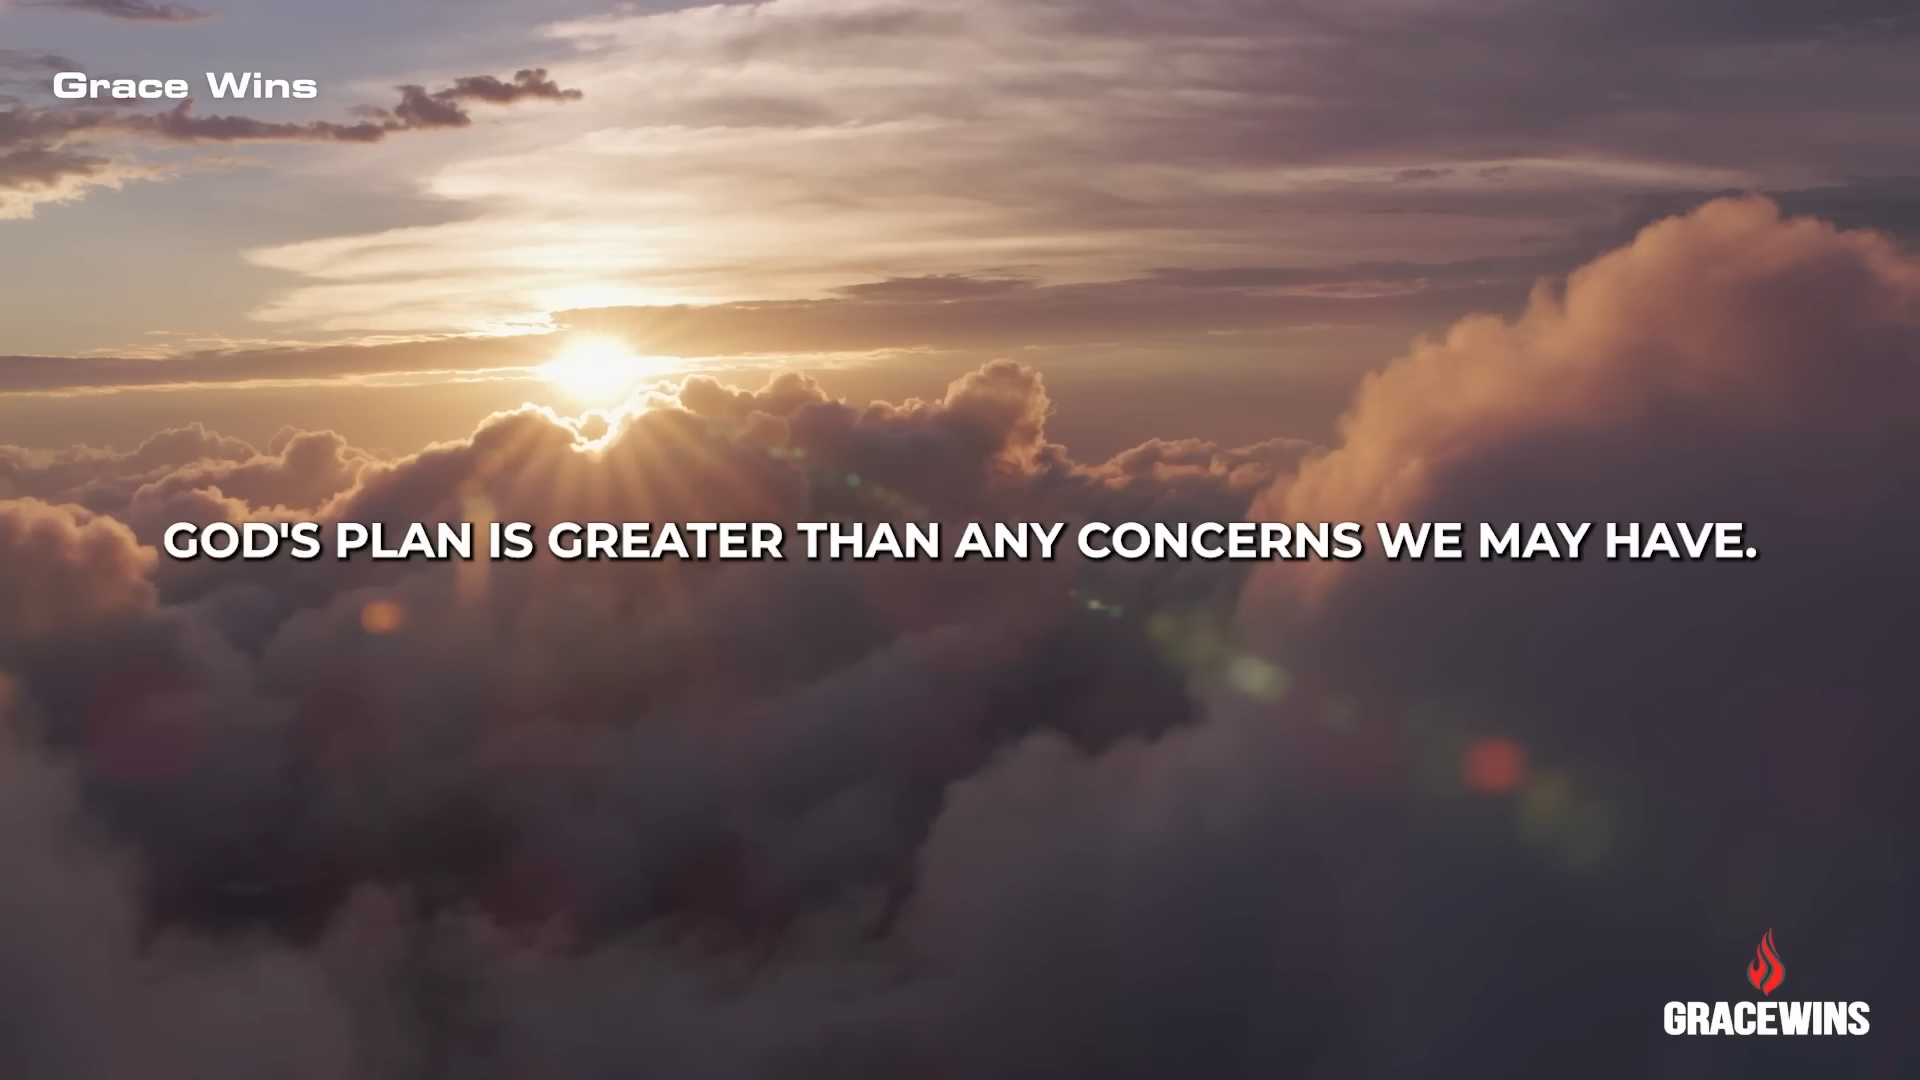 Grace Wins
GOD'S PLAN IS GREATER THAN ANY CONCERNS WE MAY HAVE.
GRACEWINS